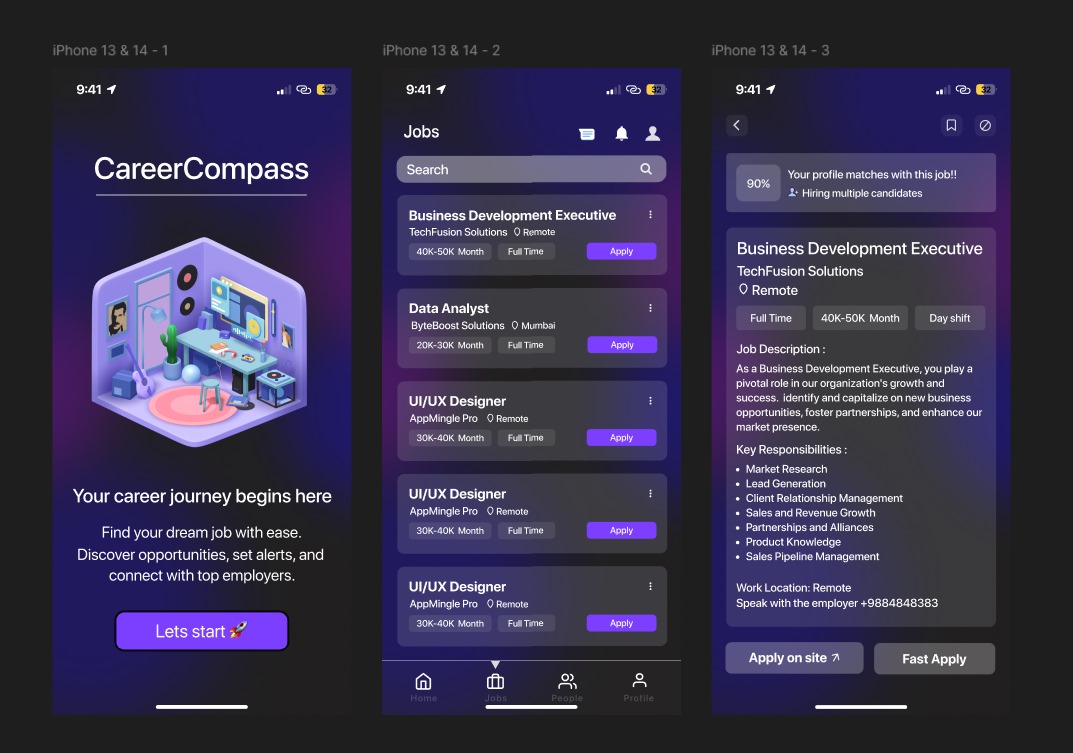 iPhone 13 & 14 - 1
9:41
32
CareerCompass
Your career journey begins here
Find your dream job with ease.
Discover opportunities, set alerts, and
connect with top employers.
Lets start 🚀
iPhone 13 & 14 - 2
9:41
32
Jobs
Search
Business Development Executive
TechFusion Solutions Remote
40K-50K Month Full Time Apply
Data Analyst
ByteBoost Solutions Mumbai
20K-30K Month Full Time Apply
UI/UX Designer
AppMingle Pro Remote
30K-40K Month Full Time Apply
UI/UX Designer
AppMingle Pro Remote
30K-40K Month Full Time Apply
UI/UX Designer
AppMingle Pro Remote
30K-40K Month Full Time Apply
Home Jobs People Profile
iPhone 13 & 14 - 3
9:41
32
90% Your profile matches with this job!!
Hiring multiple candidates
Business Development Executive
TechFusion Solutions
Remote
Full Time 40K-50K Month Day shift
Job Description :
As a Business Development Executive, you play a
pivotal role in our organization's growth and
success. identify and capitalize on new business
opportunities, foster partnerships, and enhance our
market presence.
Key Responsibilities :
• Market Research
• Lead Generation
• Client Relationship Management
• Sales and Revenue Growth
• Partnerships and Alliances
• Product Knowledge
• Sales Pipeline Management
Work Location: Remote
Speak with the employer +9884848383
Apply on site ↗ Fast Apply